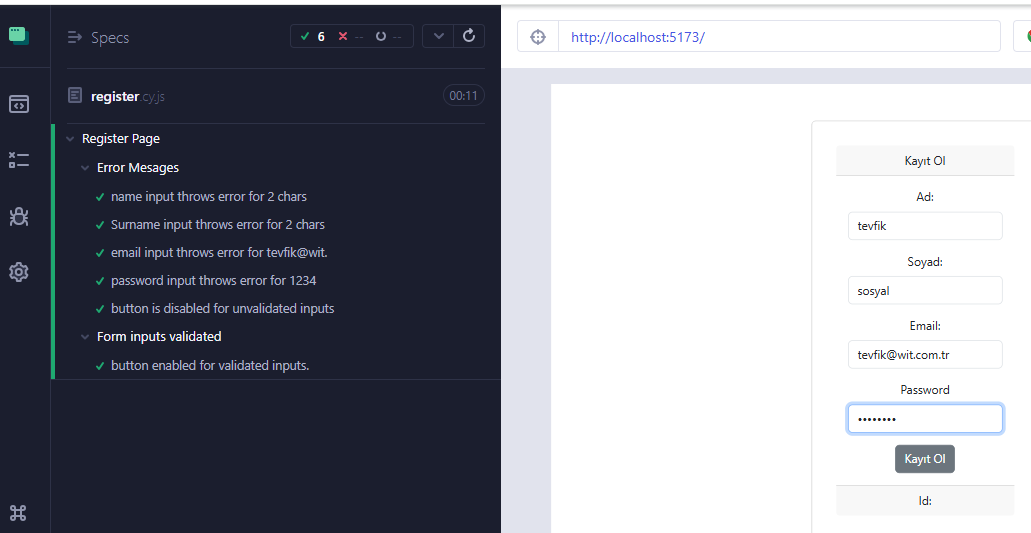 Specs
6
--
--
http://localhost:5173/
register.cy.js
00:11
Register Page
Error Mesages
name input throws error for 2 chars
Surname input throws error for 2 chars
email input throws error for tevfik@wit.
password input throws error for 1234
button is disabled for unvalidated inputs
Form inputs validated
button enabled for validated inputs.
Kayıt Ol
Ad:
tevfik
Soyad:
sosyal
Email:
tevfik@wit.com.tr
Password
••••••••
Kayıt Ol
Id: